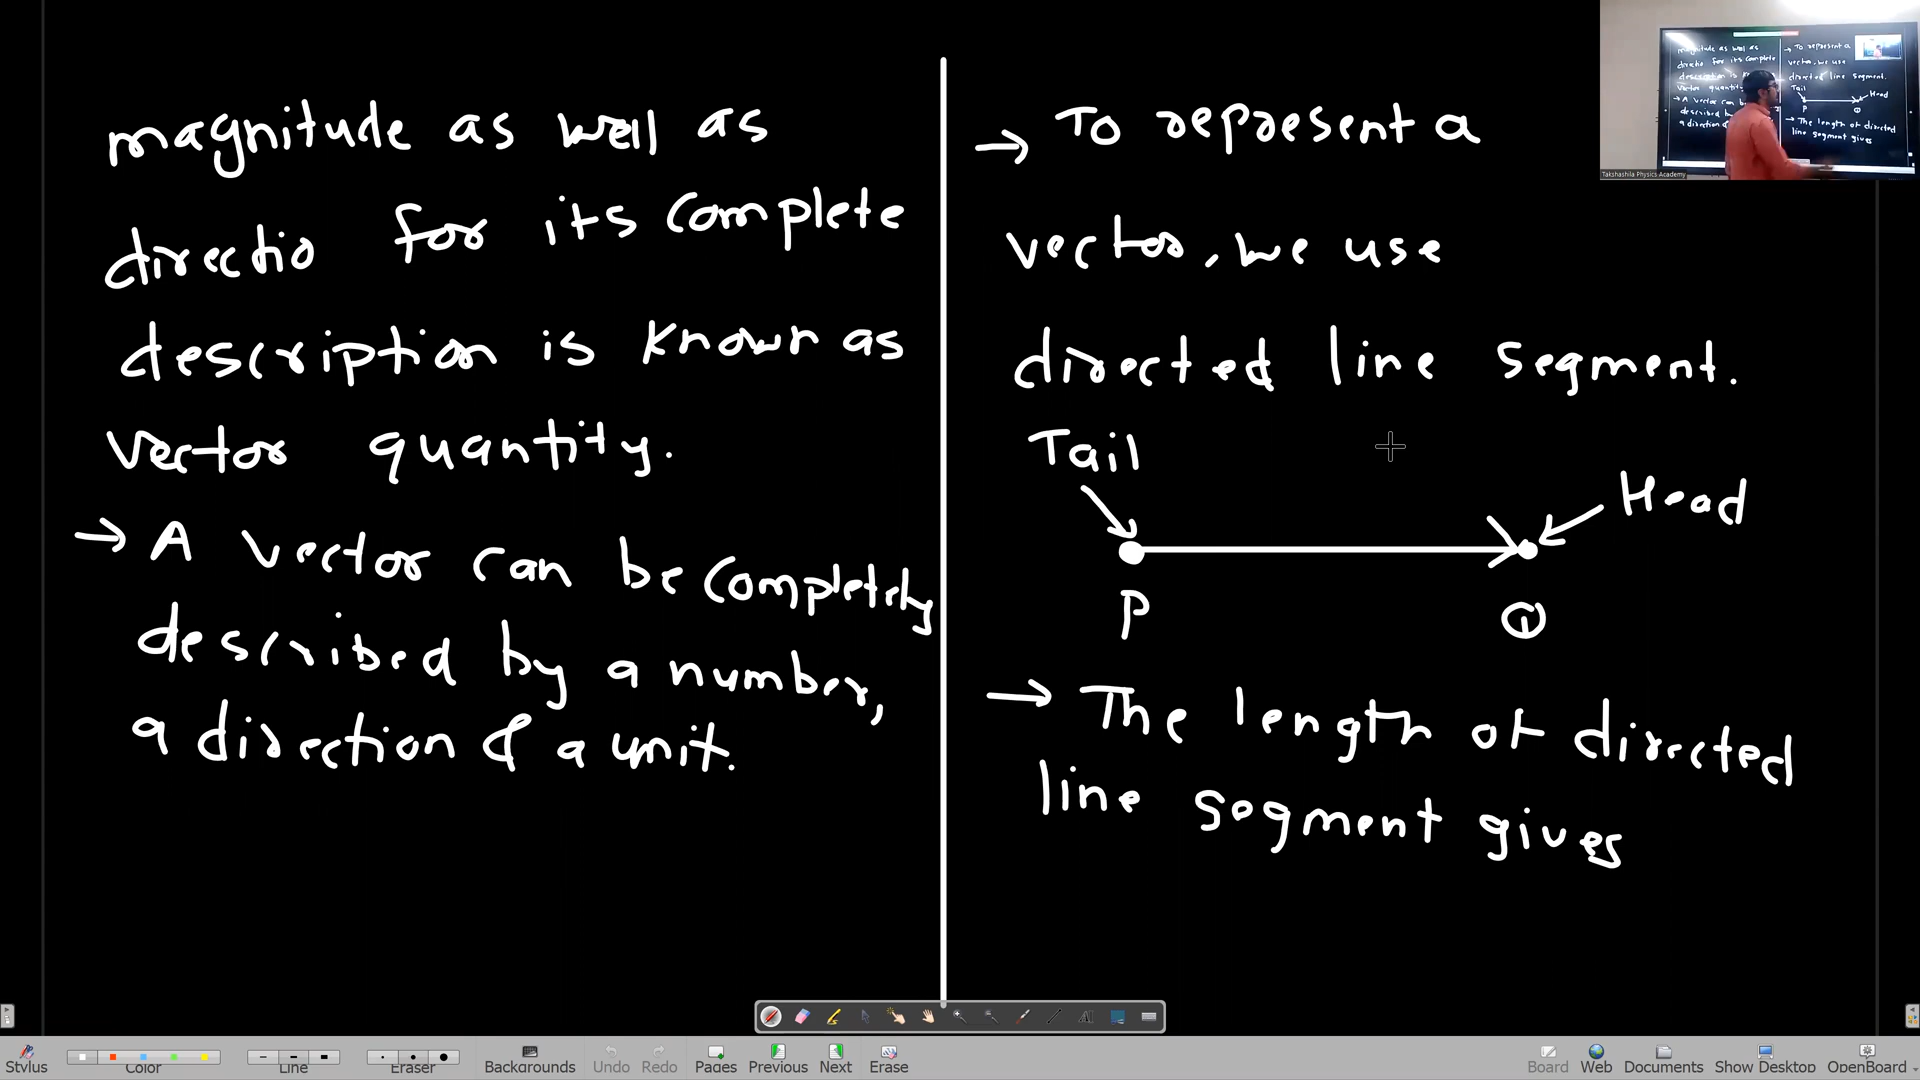 magnitude as well as
directio for its complete
description is known as
vector quantity.
→ A vector can be completely
described by a number,
a direction & a unit.
→ To represent a
vector, we use
directed line segment.
Tail
Head
P
Q
→ The length of directed
line segment gives
Takshashila Physics Academy
Stylus
Color
Line
Eraser
Backgrounds
Undo
Redo
Pages
Previous
Next
Erase
Board
Web
Documents
Show Desktop
OpenBoard